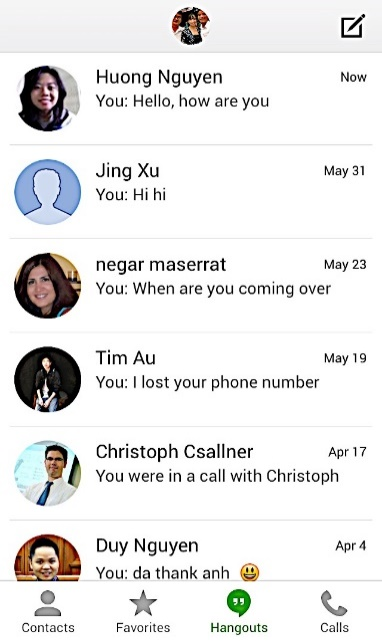 Huong Nguyen
Now
You: Hello, how are you
Jing Xu
May 31
You: Hi hi
negar maserrat
May 23
You: When are you coming over
Tim Au
May 19
You: I lost your phone number
Christoph Csallner
Apr 17
You were in a call with Christoph
Duy Nguyen
Apr 4
You: da thank anh 😃
Contacts
Favorites
Hangouts
Calls